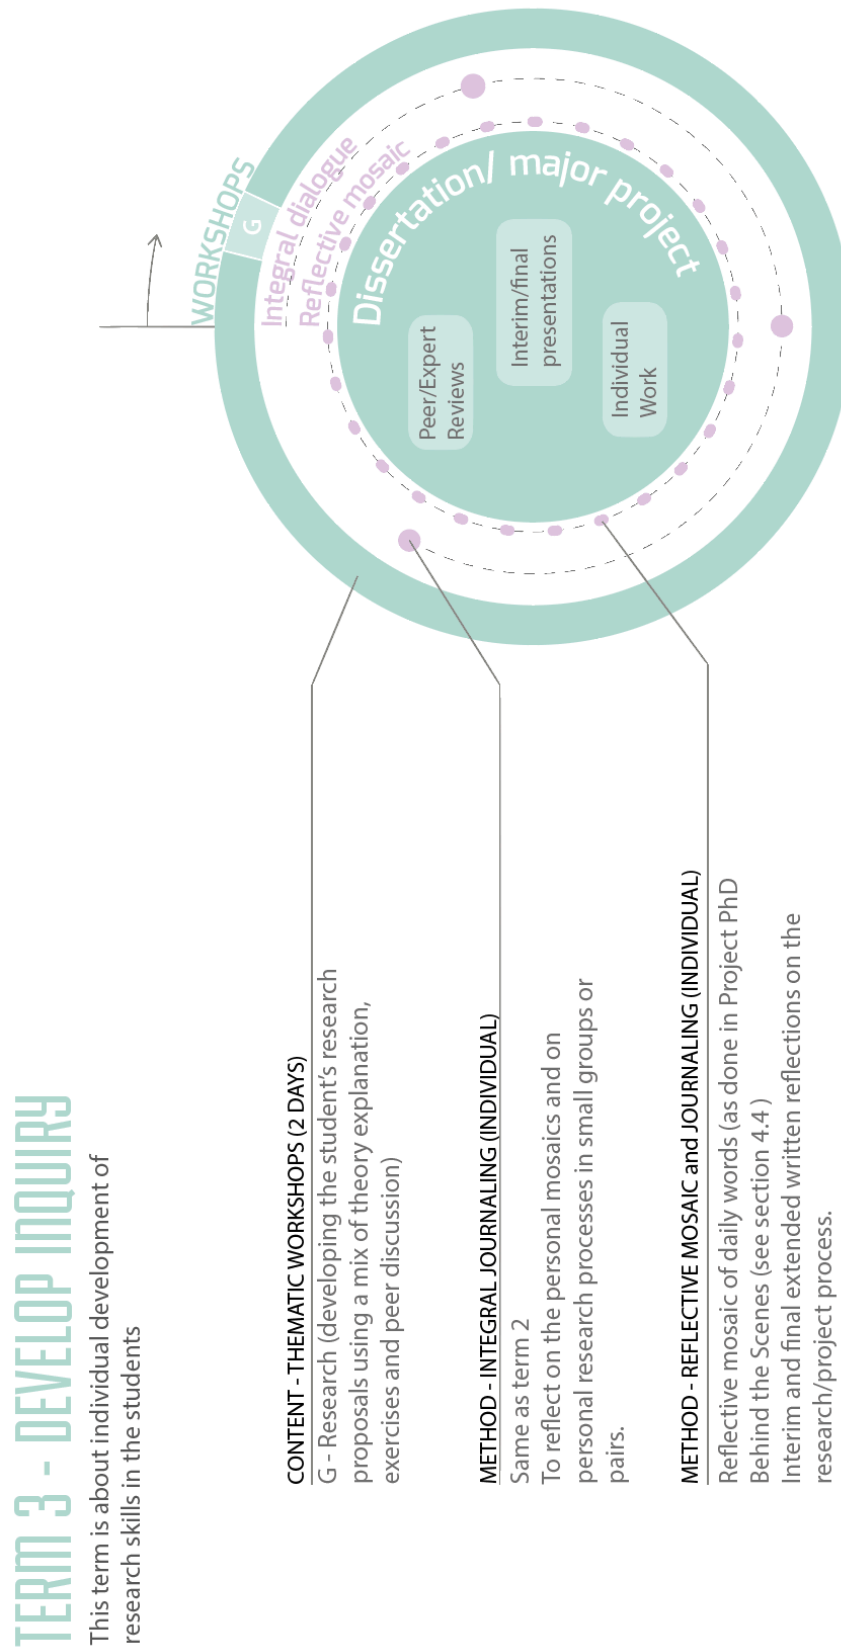 TERM 3 - DEVELOP INQUIRY
This term is about individual development of
research skills in the students
CONTENT - THEMATIC WORKSHOPS (2 DAYS)
G - Research (developing the student's research
proposals using a mix of theory explanation,
exercises and peer discussion)
METHOD - INTEGRAL JOURNALING (INDIVIDUAL)
Same as term 2
To reflect on the personal mosaics and on
personal research processes in small groups or
pairs.
METHOD - REFLECTIVE MOSAIC and JOURNALING (INDIVIDUAL)
Reflective mosaic of daily words (as done in Project PhD
Behind the Scenes (see section 4.4 )
Interim and final extended written reflections on the
research/project process.
WORKSHOPS
G
Integral dialogue
Reflective mosaic
Dissertation/ major project
Peer/Expert
Reviews
Interim/final
presentations
Individual
Work